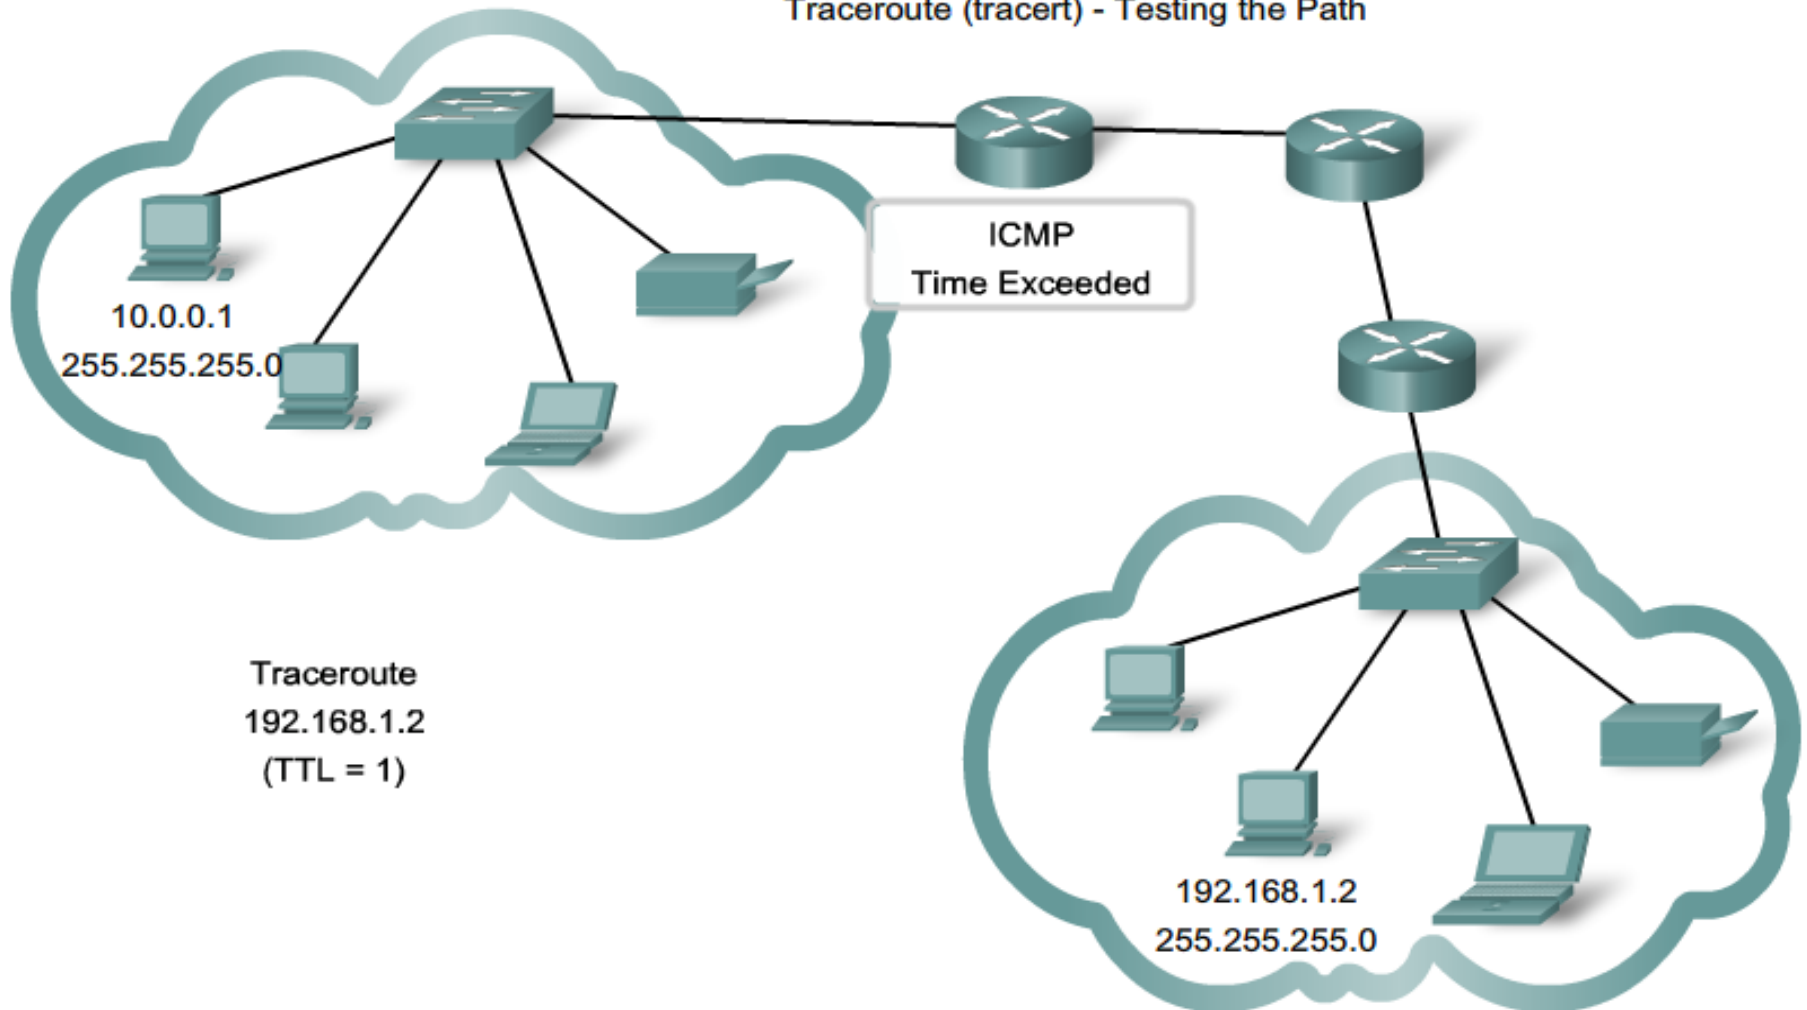 Traceroute (tracert) - Testing the Path
ICMP
Time Exceeded
10.0.0.1
255.255.255.0
Traceroute
192.168.1.2
(TTL = 1)
192.168.1.2
255.255.255.0